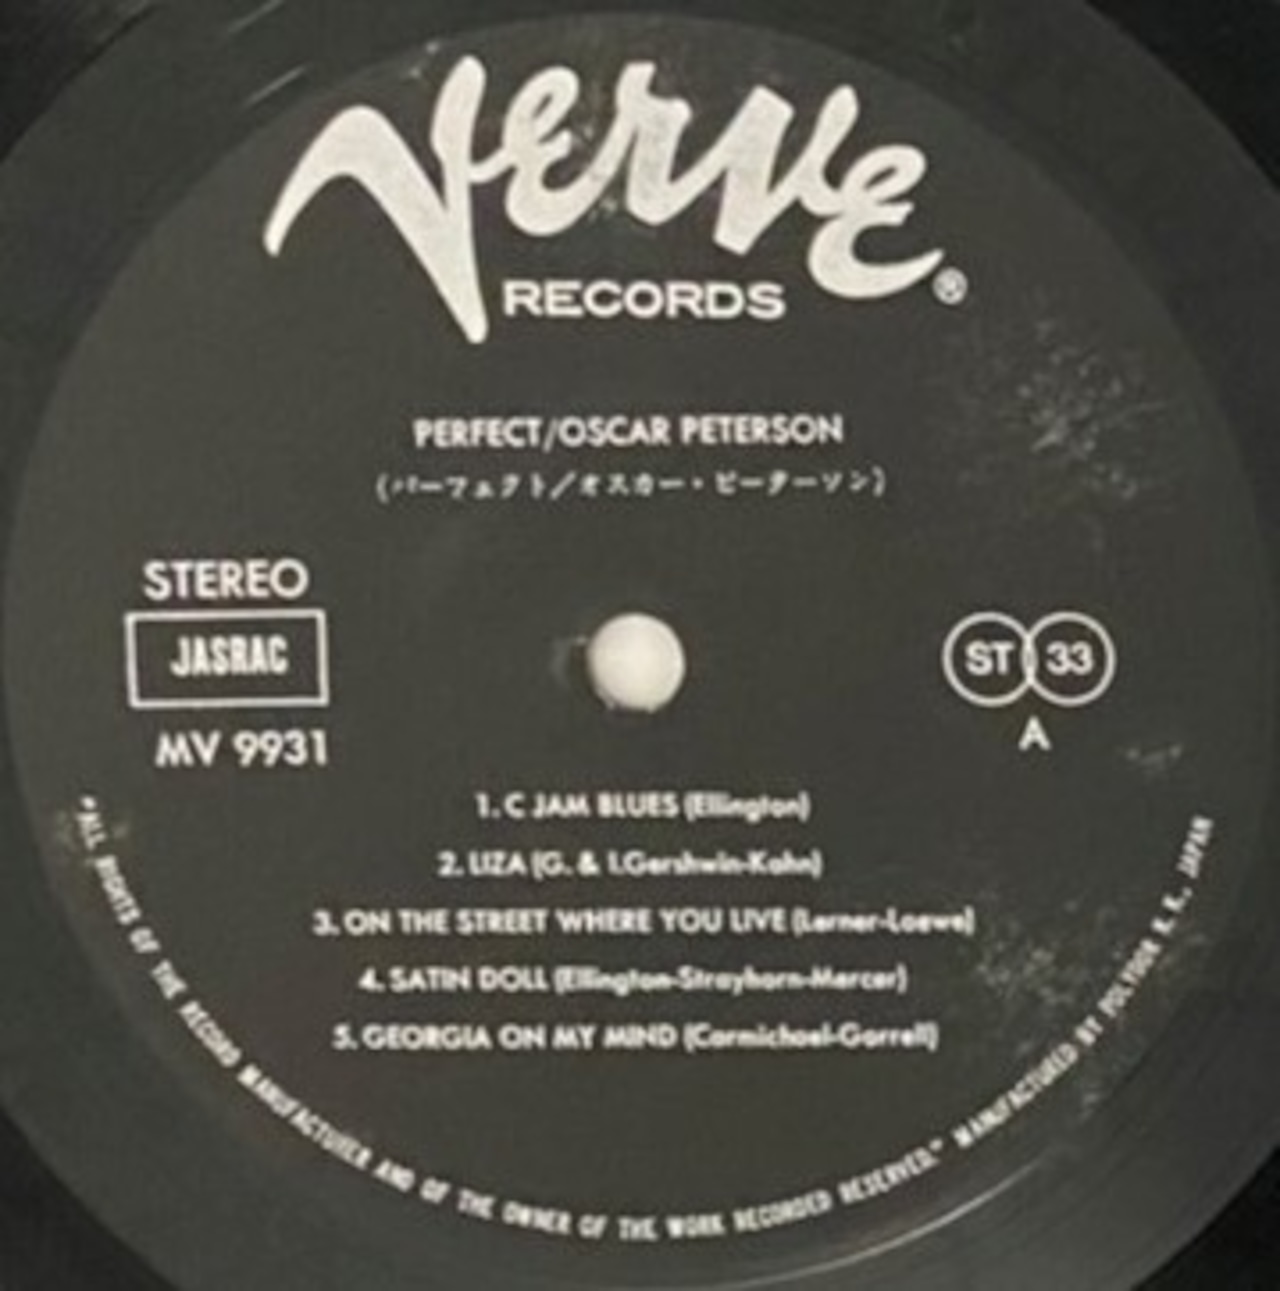 Verve
RECORDS ®
PERFECT/OSCAR PETERSON
(パーフェクト/オスカー・ピーターソン)
STEREO
JASRAC
MV 9931
ST 33
A
1. C JAM BLUES (Ellington)
2. LIZA (G. & I.Gershwin-Kahn)
3. ON THE STREET WHERE YOU LIVE (Lerner-Loewe)
4. SATIN DOLL (Ellington-Strayhorn-Mercer)
5. GEORGIA ON MY MIND (Carmichael-Gorrell)
"ALL RIGHTS OF THE RECORD MANUFACTURER AND OF THE OWNER OF THE WORK RECORDED RESERVED." MANUFACTURED BY POLYDOR K. K., JAPAN